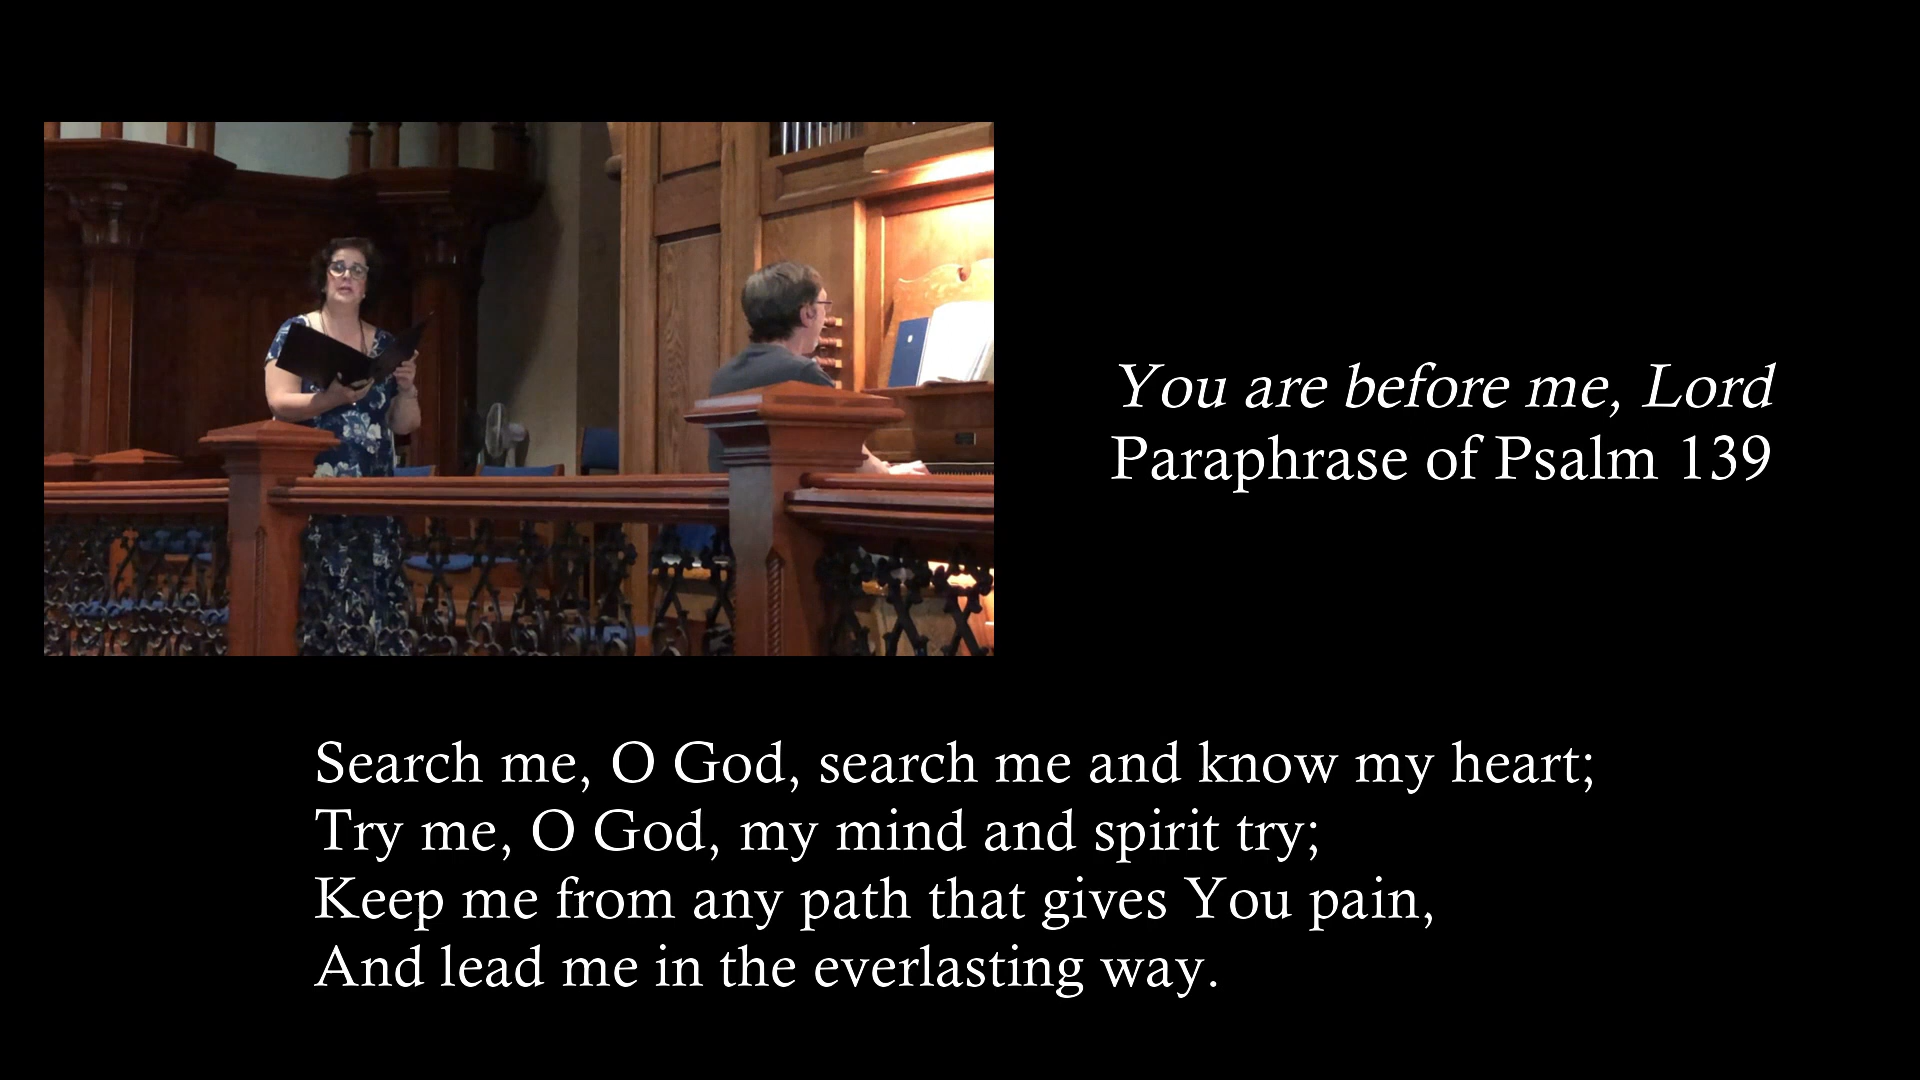 You are before me, Lord
Paraphrase of Psalm 139
Search me, O God, search me and know my heart;
Try me, O God, my mind and spirit try;
Keep me from any path that gives You pain,
And lead me in the everlasting way.